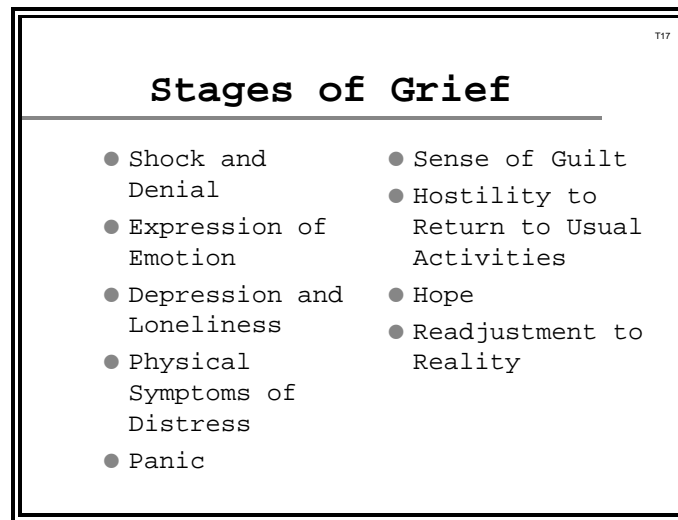 T17
Stages of Grief
Shock and
Denial
Expression of
Emotion
Depression and
Loneliness
Physical
Symptoms of
Distress
Panic
Sense of Guilt
Hostility to
Return to Usual
Activities
Hope
Readjustment to
Reality